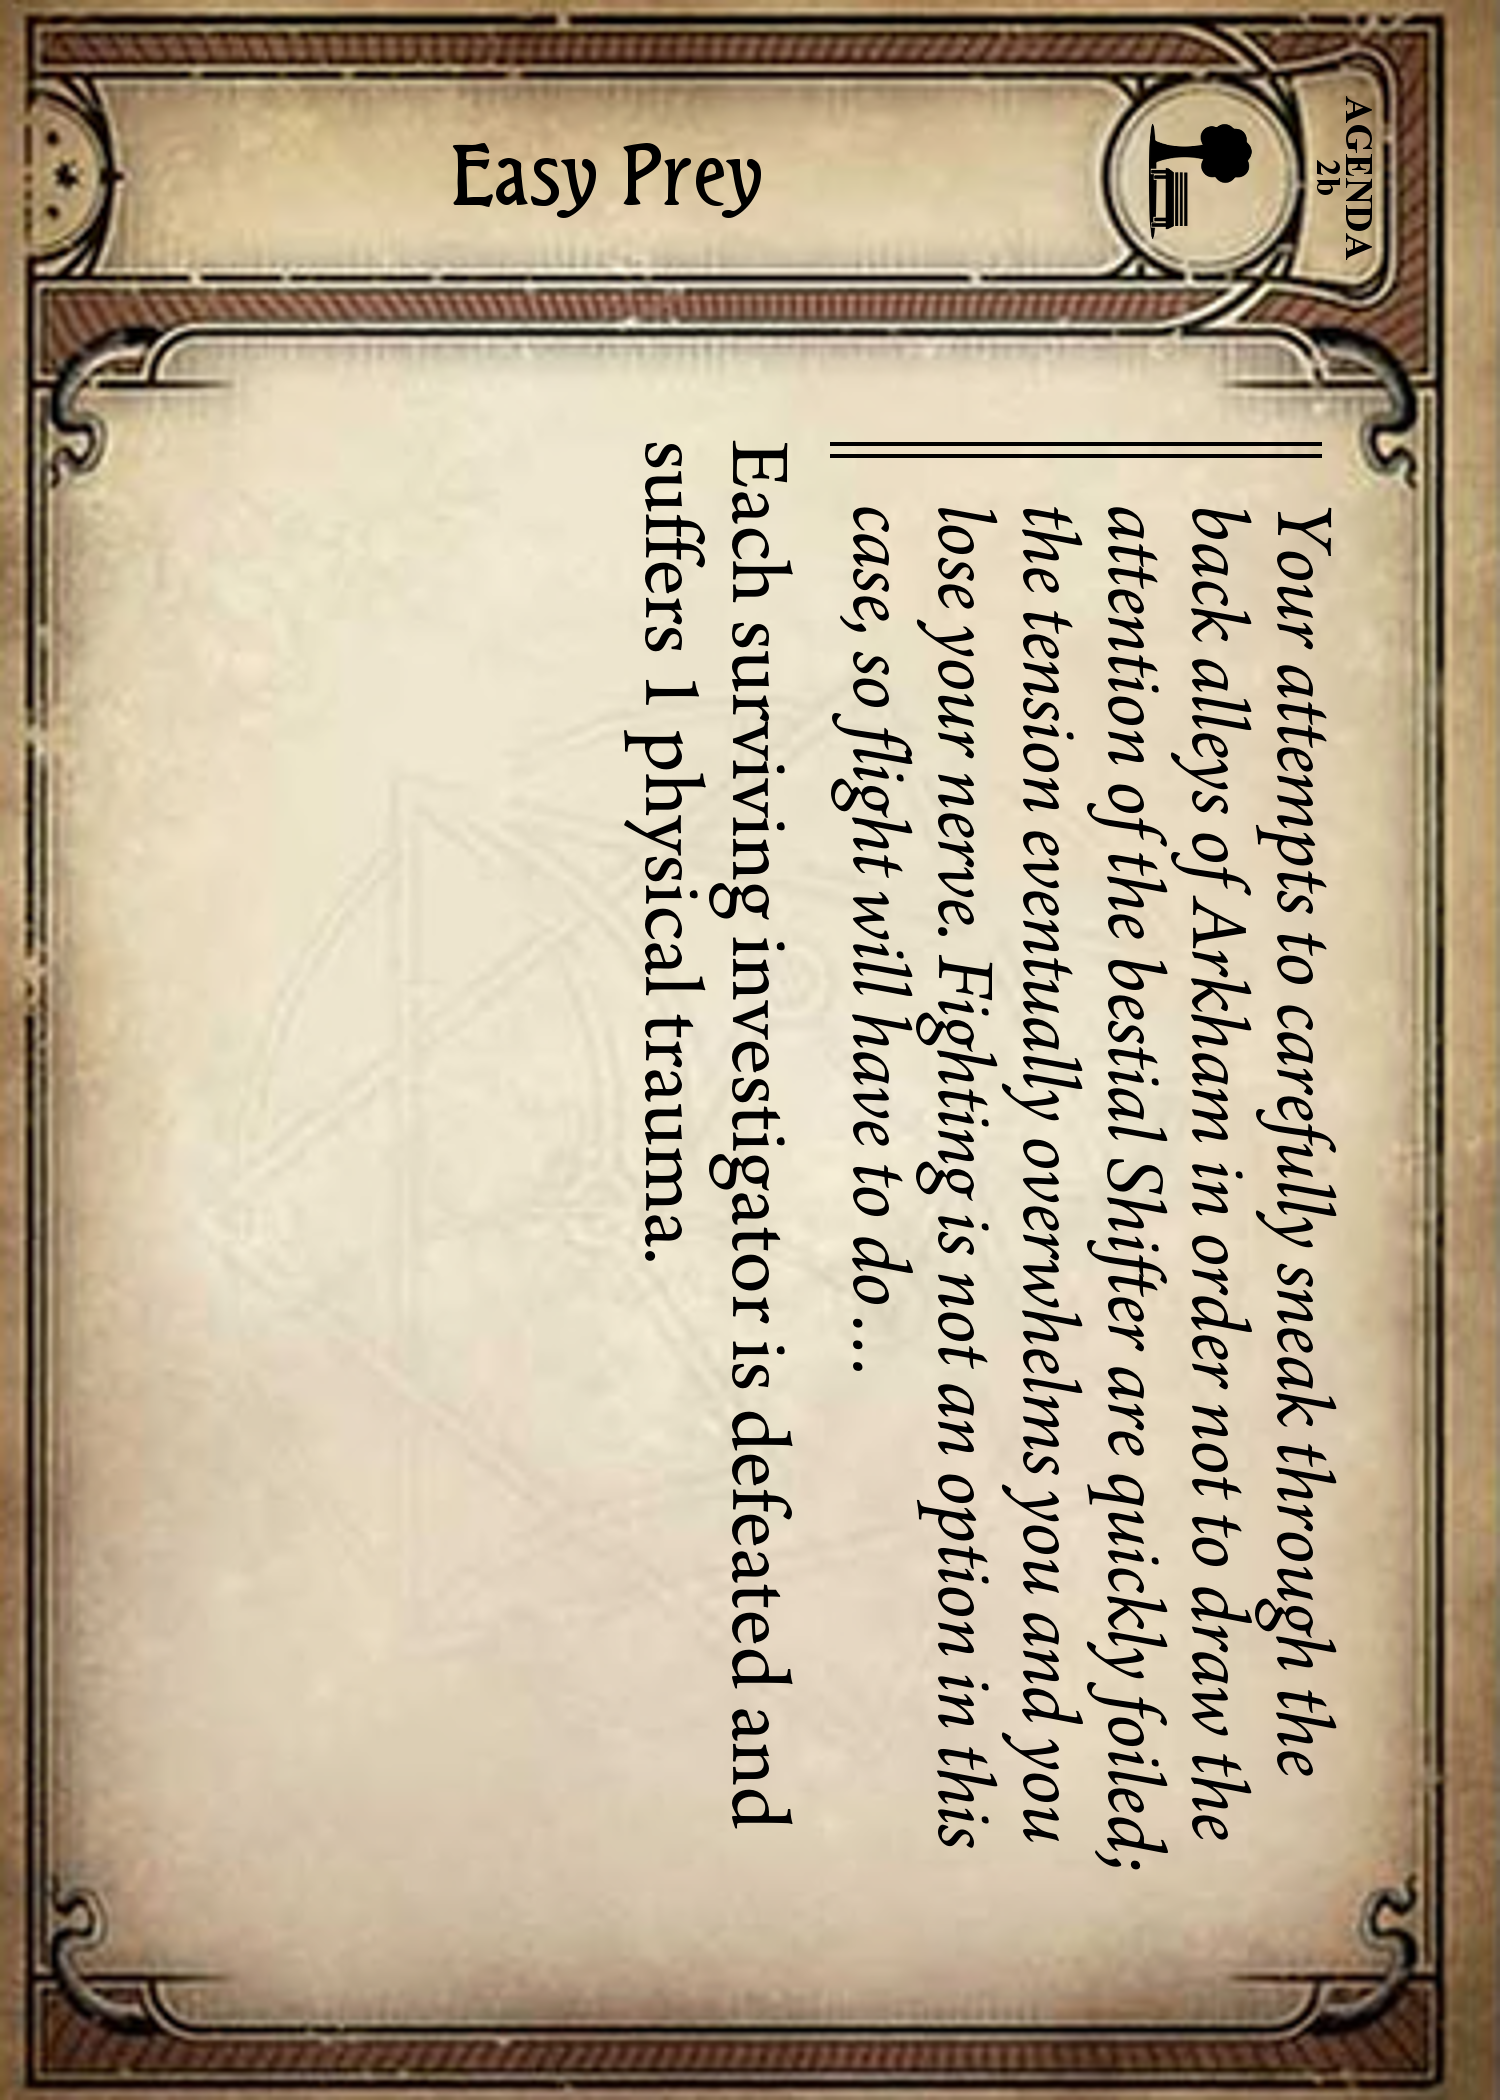 AGENDA
2b
Easy Prey
Your attempts to carefully sneak through the
back alleys of Arkham in order not to draw the
attention of the bestial Shifter are quickly foiled;
the tension eventually overwhelms you and you
lose your nerve. Fighting is not an option in this
case, so flight will have to do…
Each surviving investigator is defeated and
suffers 1 physical trauma.